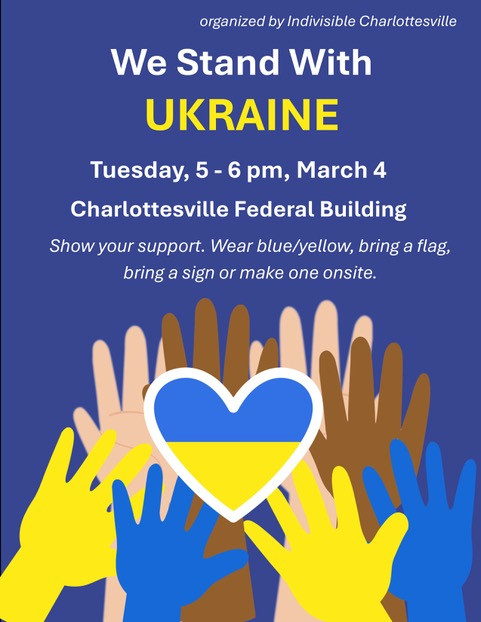 organized by Indivisible Charlottesville
We Stand With
UKRAINE
Tuesday, 5 - 6 pm, March 4
Charlottesville Federal Building
Show your support. Wear blue/yellow, bring a flag,
bring a sign or make one onsite.